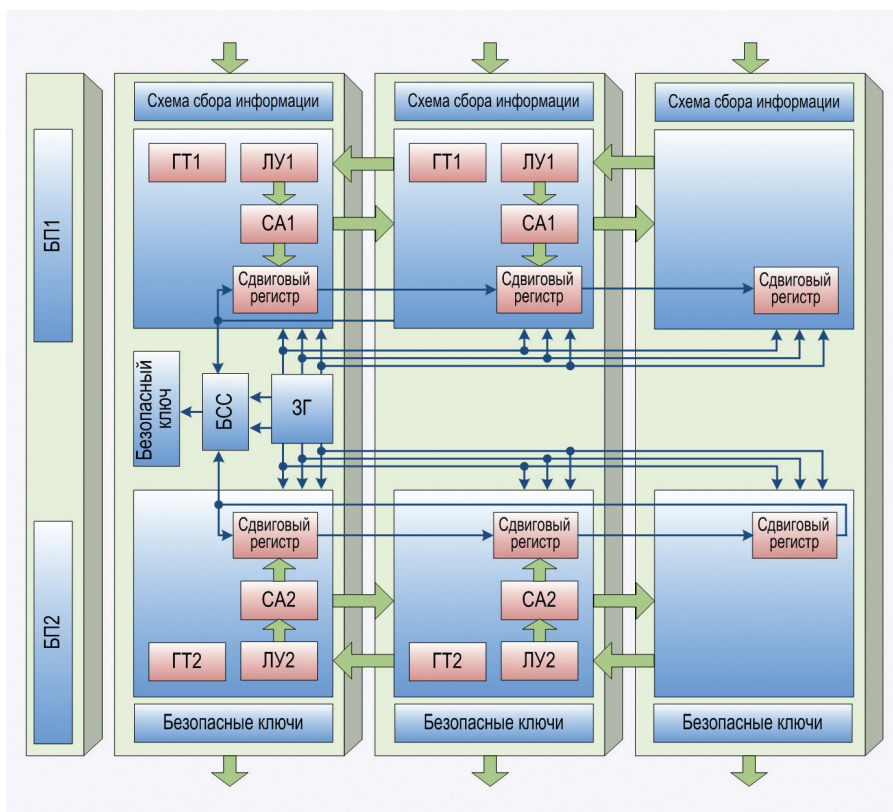 Схема сбора информации
Схема сбора информации
Схема сбора информации
БП1
ГТ1
ЛУ1
ГТ1
ЛУ1
СА1
СА1
Сдвиговый
регистр
Сдвиговый
регистр
Сдвиговый
регистр
Безопасный
ключ
БСС
ЗГ
БП2
Сдвиговый
регистр
Сдвиговый
регистр
Сдвиговый
регистр
СА2
СА2
ГТ2
ЛУ2
ГТ2
ЛУ2
Безопасные ключи
Безопасные ключи
Безопасные ключи